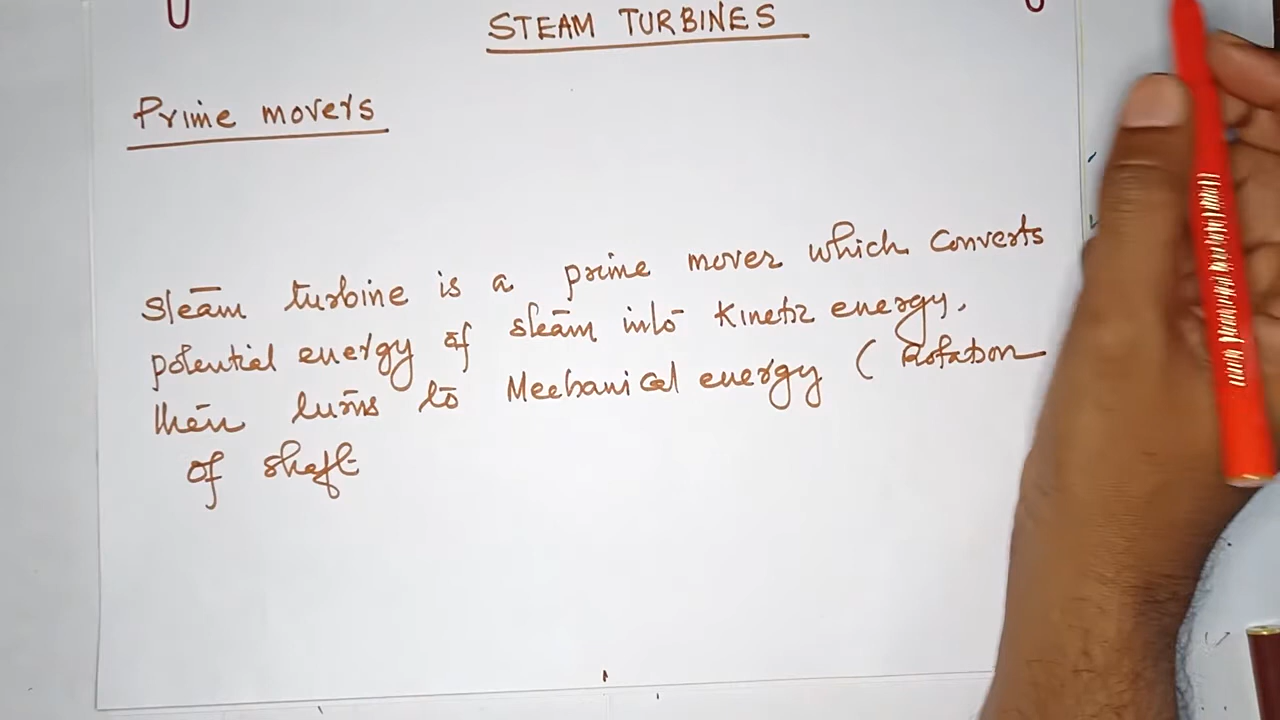 STEAM TURBINES
Prime movers
Steam turbine is a prime mover which converts
potential energy of steam into kinetic energy.
then turns to Mechanical energy ( Rotation
of shaft